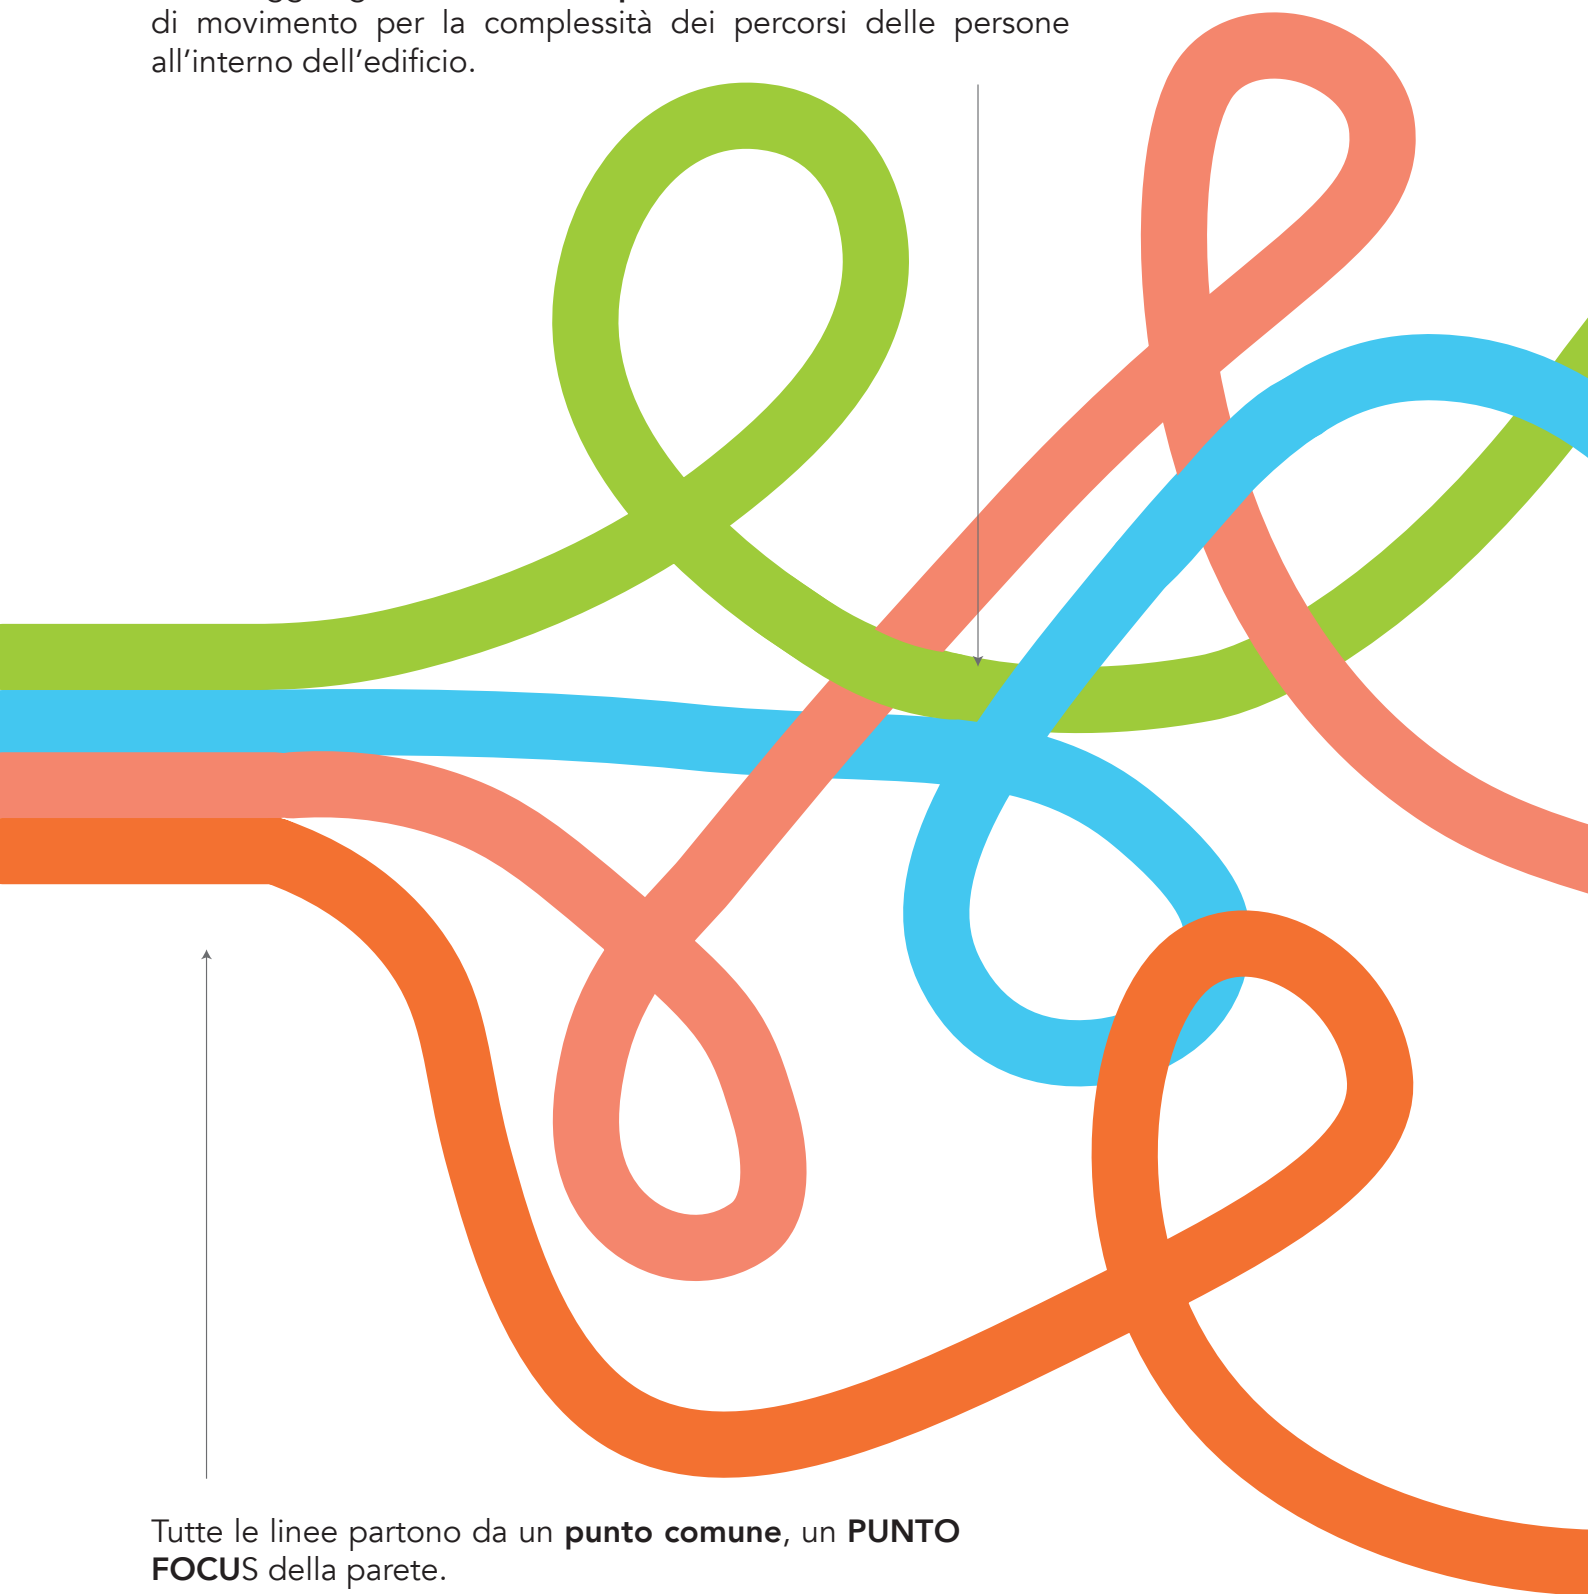 di movimento per la complessità dei percorsi delle persone
all'interno dell'edificio.
Tutte le linee partono da un punto comune, un PUNTO
FOCUS della parete.